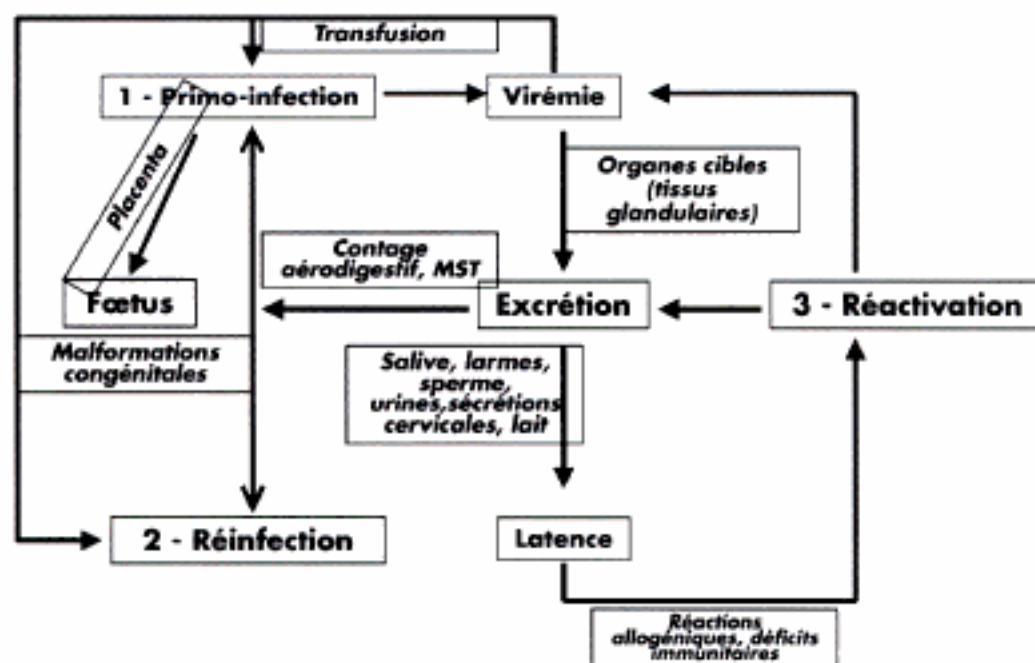 Transfusion
1 - Primo-infection
Virémie
Placenta
Organes cibles
(tissus
glandulaires)
Contage
aérodigestif, MST
Fœtus
Excrétion
3 - Réactivation
Malformations
congénitales
Salive, larmes,
sperme,
urines,sécrétions
cervicales, lait
2 - Réinfection
Latence
Réactions
allogéniques, déficits
immunitaires